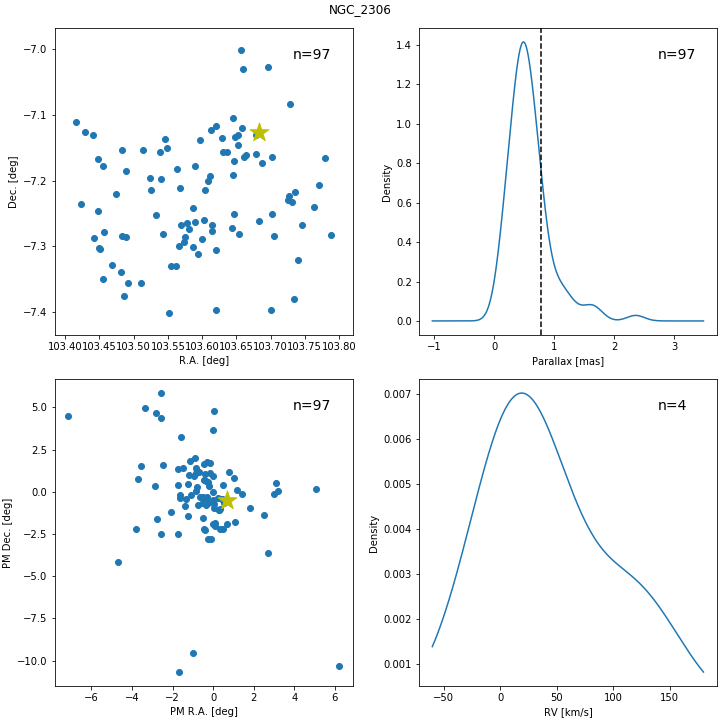 NGC_2306
n=97
−7.0
−7.1
−7.2
−7.3
−7.4
Dec. [deg]
103.40 103.45 103.50 103.55 103.60 103.65 103.70 103.75 103.80
R.A. [deg]
n=97
1.4
1.2
1.0
0.8
0.6
0.4
0.2
0.0
Density
−1 0 1 2 3
Parallax [mas]
n=97
5.0
2.5
0.0
−2.5
−5.0
−7.5
−10.0
PM Dec. [deg]
−6 −4 −2 0 2 4 6
PM R.A. [deg]
n=4
0.007
0.006
0.005
0.004
0.003
0.002
0.001
Density
−50 0 50 100 150
RV [km/s]